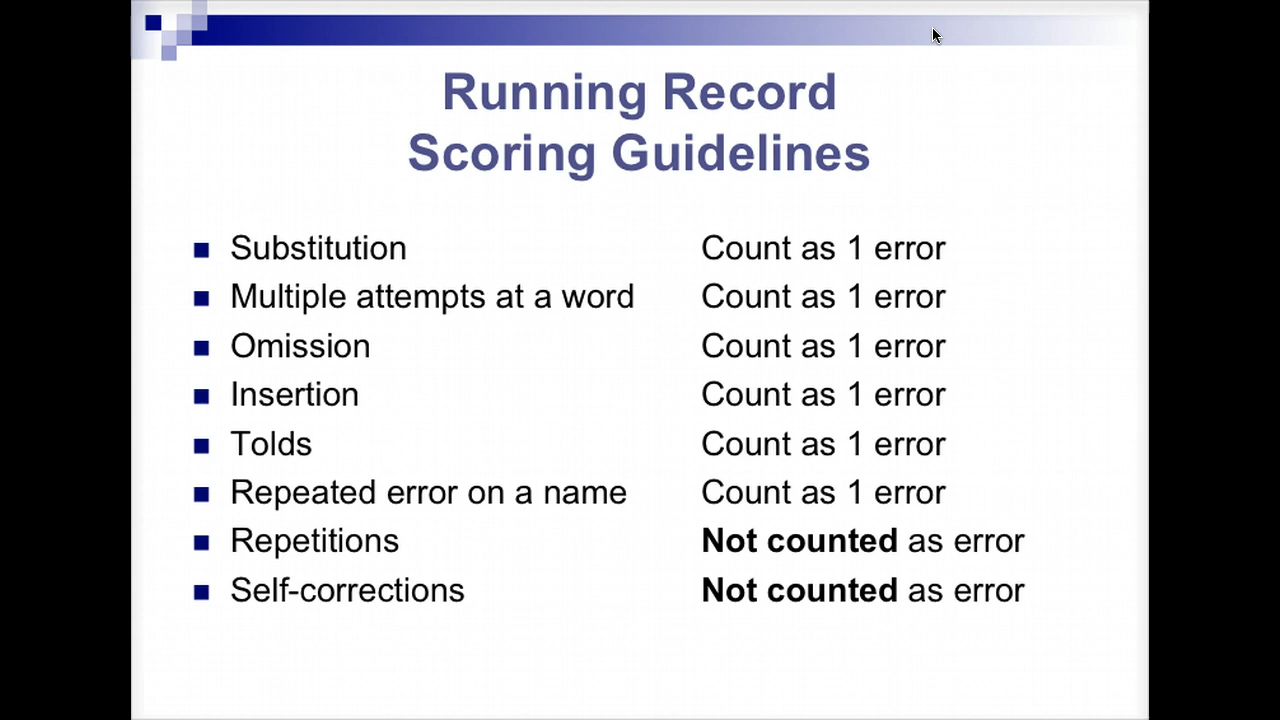 Running Record
Scoring Guidelines
Substitution Count as 1 error
Multiple attempts at a word Count as 1 error
Omission Count as 1 error
Insertion Count as 1 error
Tolds Count as 1 error
Repeated error on a name Count as 1 error
Repetitions Not counted as error
Self-corrections Not counted as error